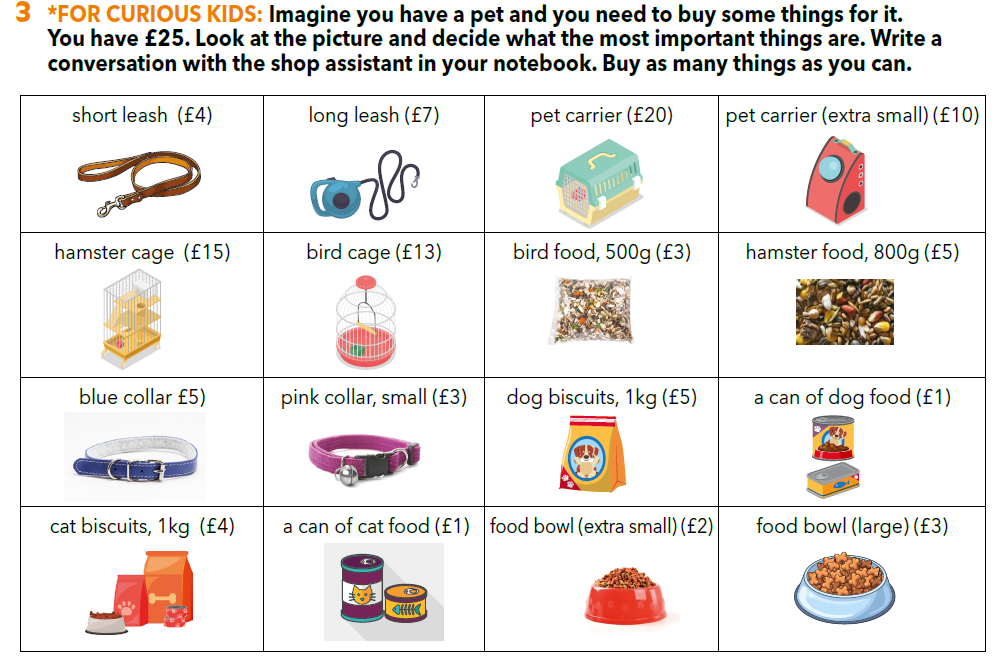 3 *FOR CURIOUS KIDS: Imagine you have a pet and you need to buy some things for it.
You have £25. Look at the picture and decide what the most important things are. Write a
conversation with the shop assistant in your notebook. Buy as many things as you can.
short leash (£4)
long leash (£7)
pet carrier (£20)
pet carrier (extra small) (£10)
hamster cage (£15)
bird cage (£13)
bird food, 500g (£3)
hamster food, 800g (£5)
blue collar £5)
pink collar, small (£3)
dog biscuits, 1kg (£5)
a can of dog food (£1)
cat biscuits, 1kg (£4)
a can of cat food (£1)
food bowl (extra small) (£2)
food bowl (large) (£3)